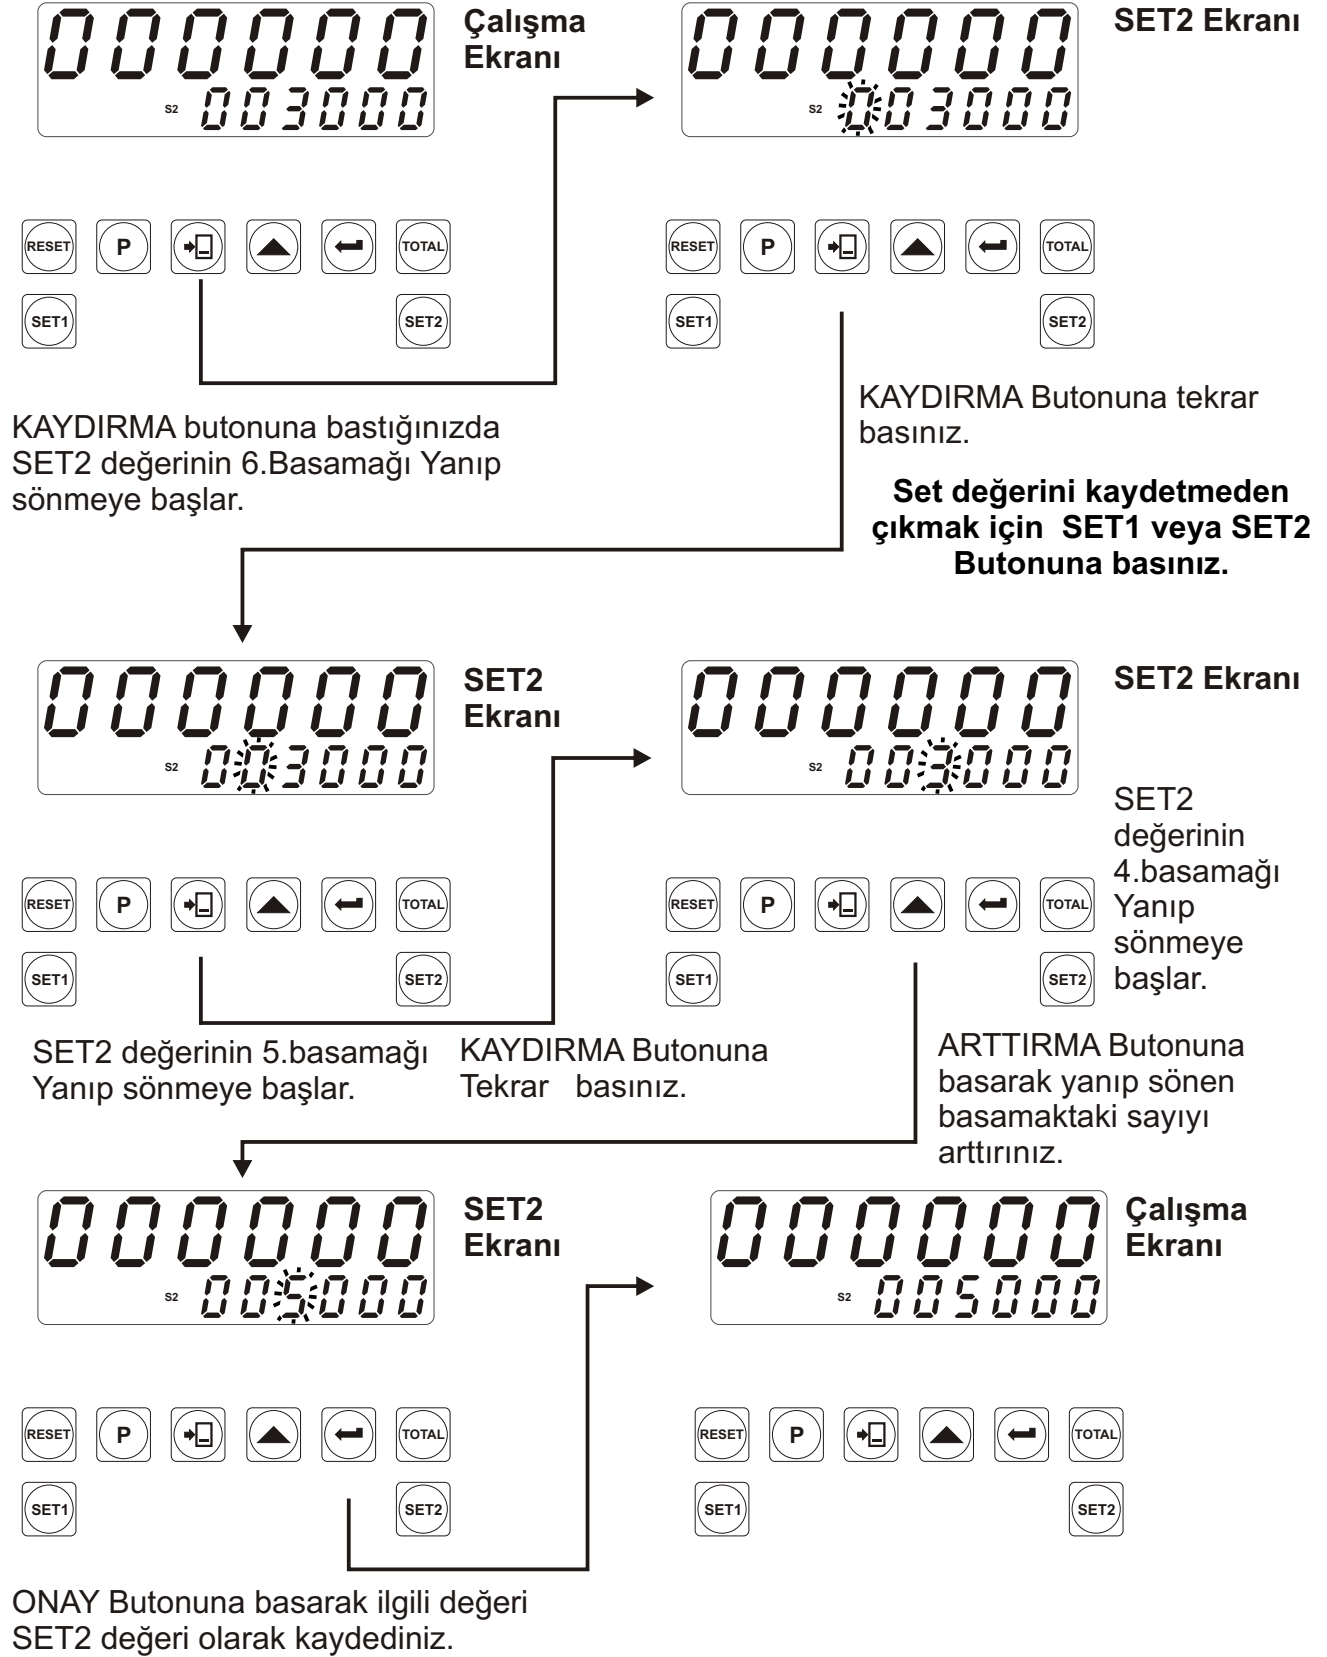 000000
S2 003000
Çalışma
Ekranı
000000
S2 003000
SET2 Ekranı
RESET P TOTAL
SET1 SET2
RESET P TOTAL
SET1 SET2
KAYDIRMA butonuna bastığınızda
SET2 değerinin 6.Basamağı Yanıp
sönmeye başlar.
KAYDIRMA Butonuna tekrar
basınız.
Set değerini kaydetmeden
çıkmak için SET1 veya SET2
Butonuna basınız.
000000
S2 003000
SET2
Ekranı
000000
S2 003000
SET2 Ekranı
SET2
değerinin
4.basamağı
Yanıp
sönmeye
başlar.
RESET P TOTAL
SET1 SET2
RESET P TOTAL
SET1 SET2
SET2 değerinin 5.basamağı
Yanıp sönmeye başlar.
KAYDIRMA Butonuna
Tekrar basınız.
ARTTIRMA Butonuna
basarak yanıp sönen
basamaktaki sayıyı
arttırınız.
000000
S2 005000
SET2
Ekranı
000000
S2 005000
Çalışma
Ekranı
RESET P TOTAL
SET1 SET2
RESET P TOTAL
SET1 SET2
ONAY Butonuna basarak ilgili değeri
SET2 değeri olarak kaydediniz.